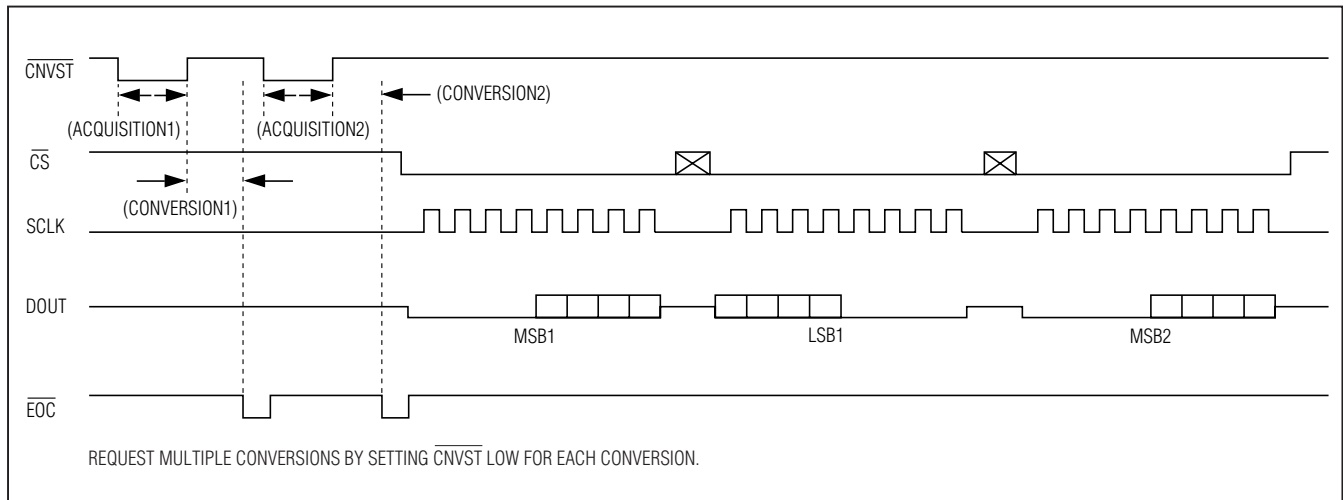 CNVST
(CONVERSION2)
(ACQUISITION1)
(ACQUISITION2)
CS
(CONVERSION1)
SCLK
DOUT
MSB1
LSB1
MSB2
EOC
REQUEST MULTIPLE CONVERSIONS BY SETTING CNVST LOW FOR EACH CONVERSION.